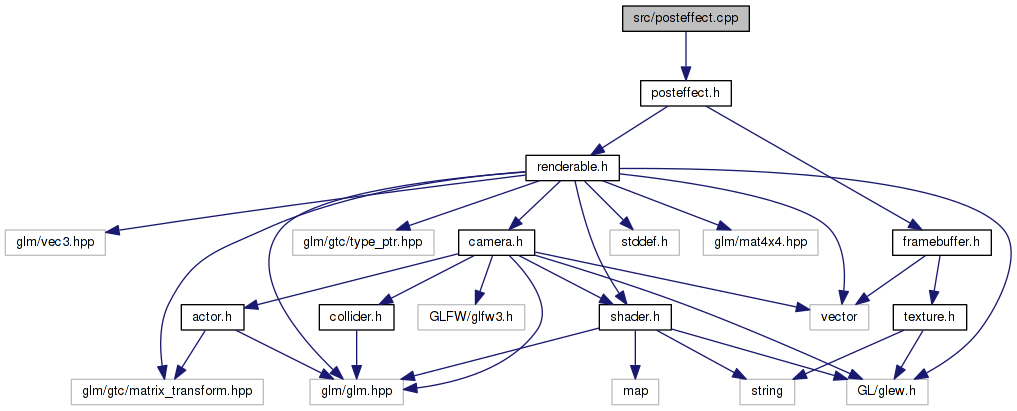 src/posteffect.cpp
posteffect.h
renderable.h
glm/vec3.hpp
glm/gtc/type_ptr.hpp
camera.h
stddef.h
glm/mat4x4.hpp
framebuffer.h
actor.h
collider.h
GLFW/glfw3.h
shader.h
vector
texture.h
glm/gtc/matrix_transform.hpp
glm/glm.hpp
map
string
GL/glew.h